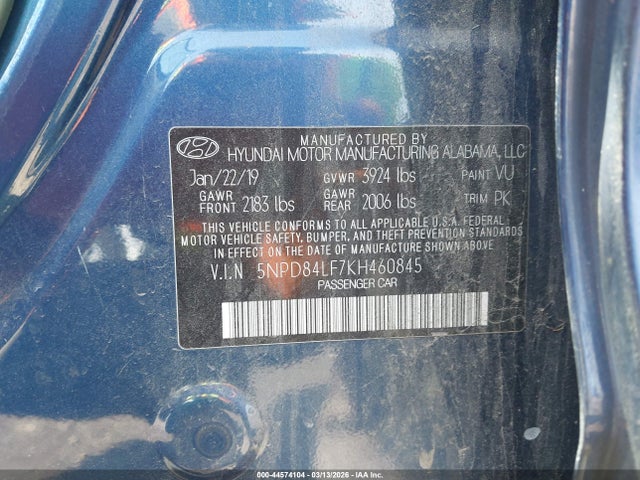 MANUFACTURED BY
HYUNDAI MOTOR MANUFACTURING ALABAMA, LLC
Jan/22/19 GVWR 3924 lbs PAINT VU
GAWR FRONT 2183 lbs GAWR REAR 2006 lbs TRIM PK
THIS VEHICLE CONFORMS TO ALL APPLICABLE U.S.A. FEDERAL
MOTOR VEHICLE SAFETY, BUMPER, AND THEFT PREVENTION
STANDARDS IN EFFECT ON THE DATE OF MANUFACTURE SHOWN ABOVE.
V.I.N 5NPD84LF7KH460845
PASSENGER CAR
000-44574104 - 03/13/2026 - COPYRIGHT IAA, LLC.